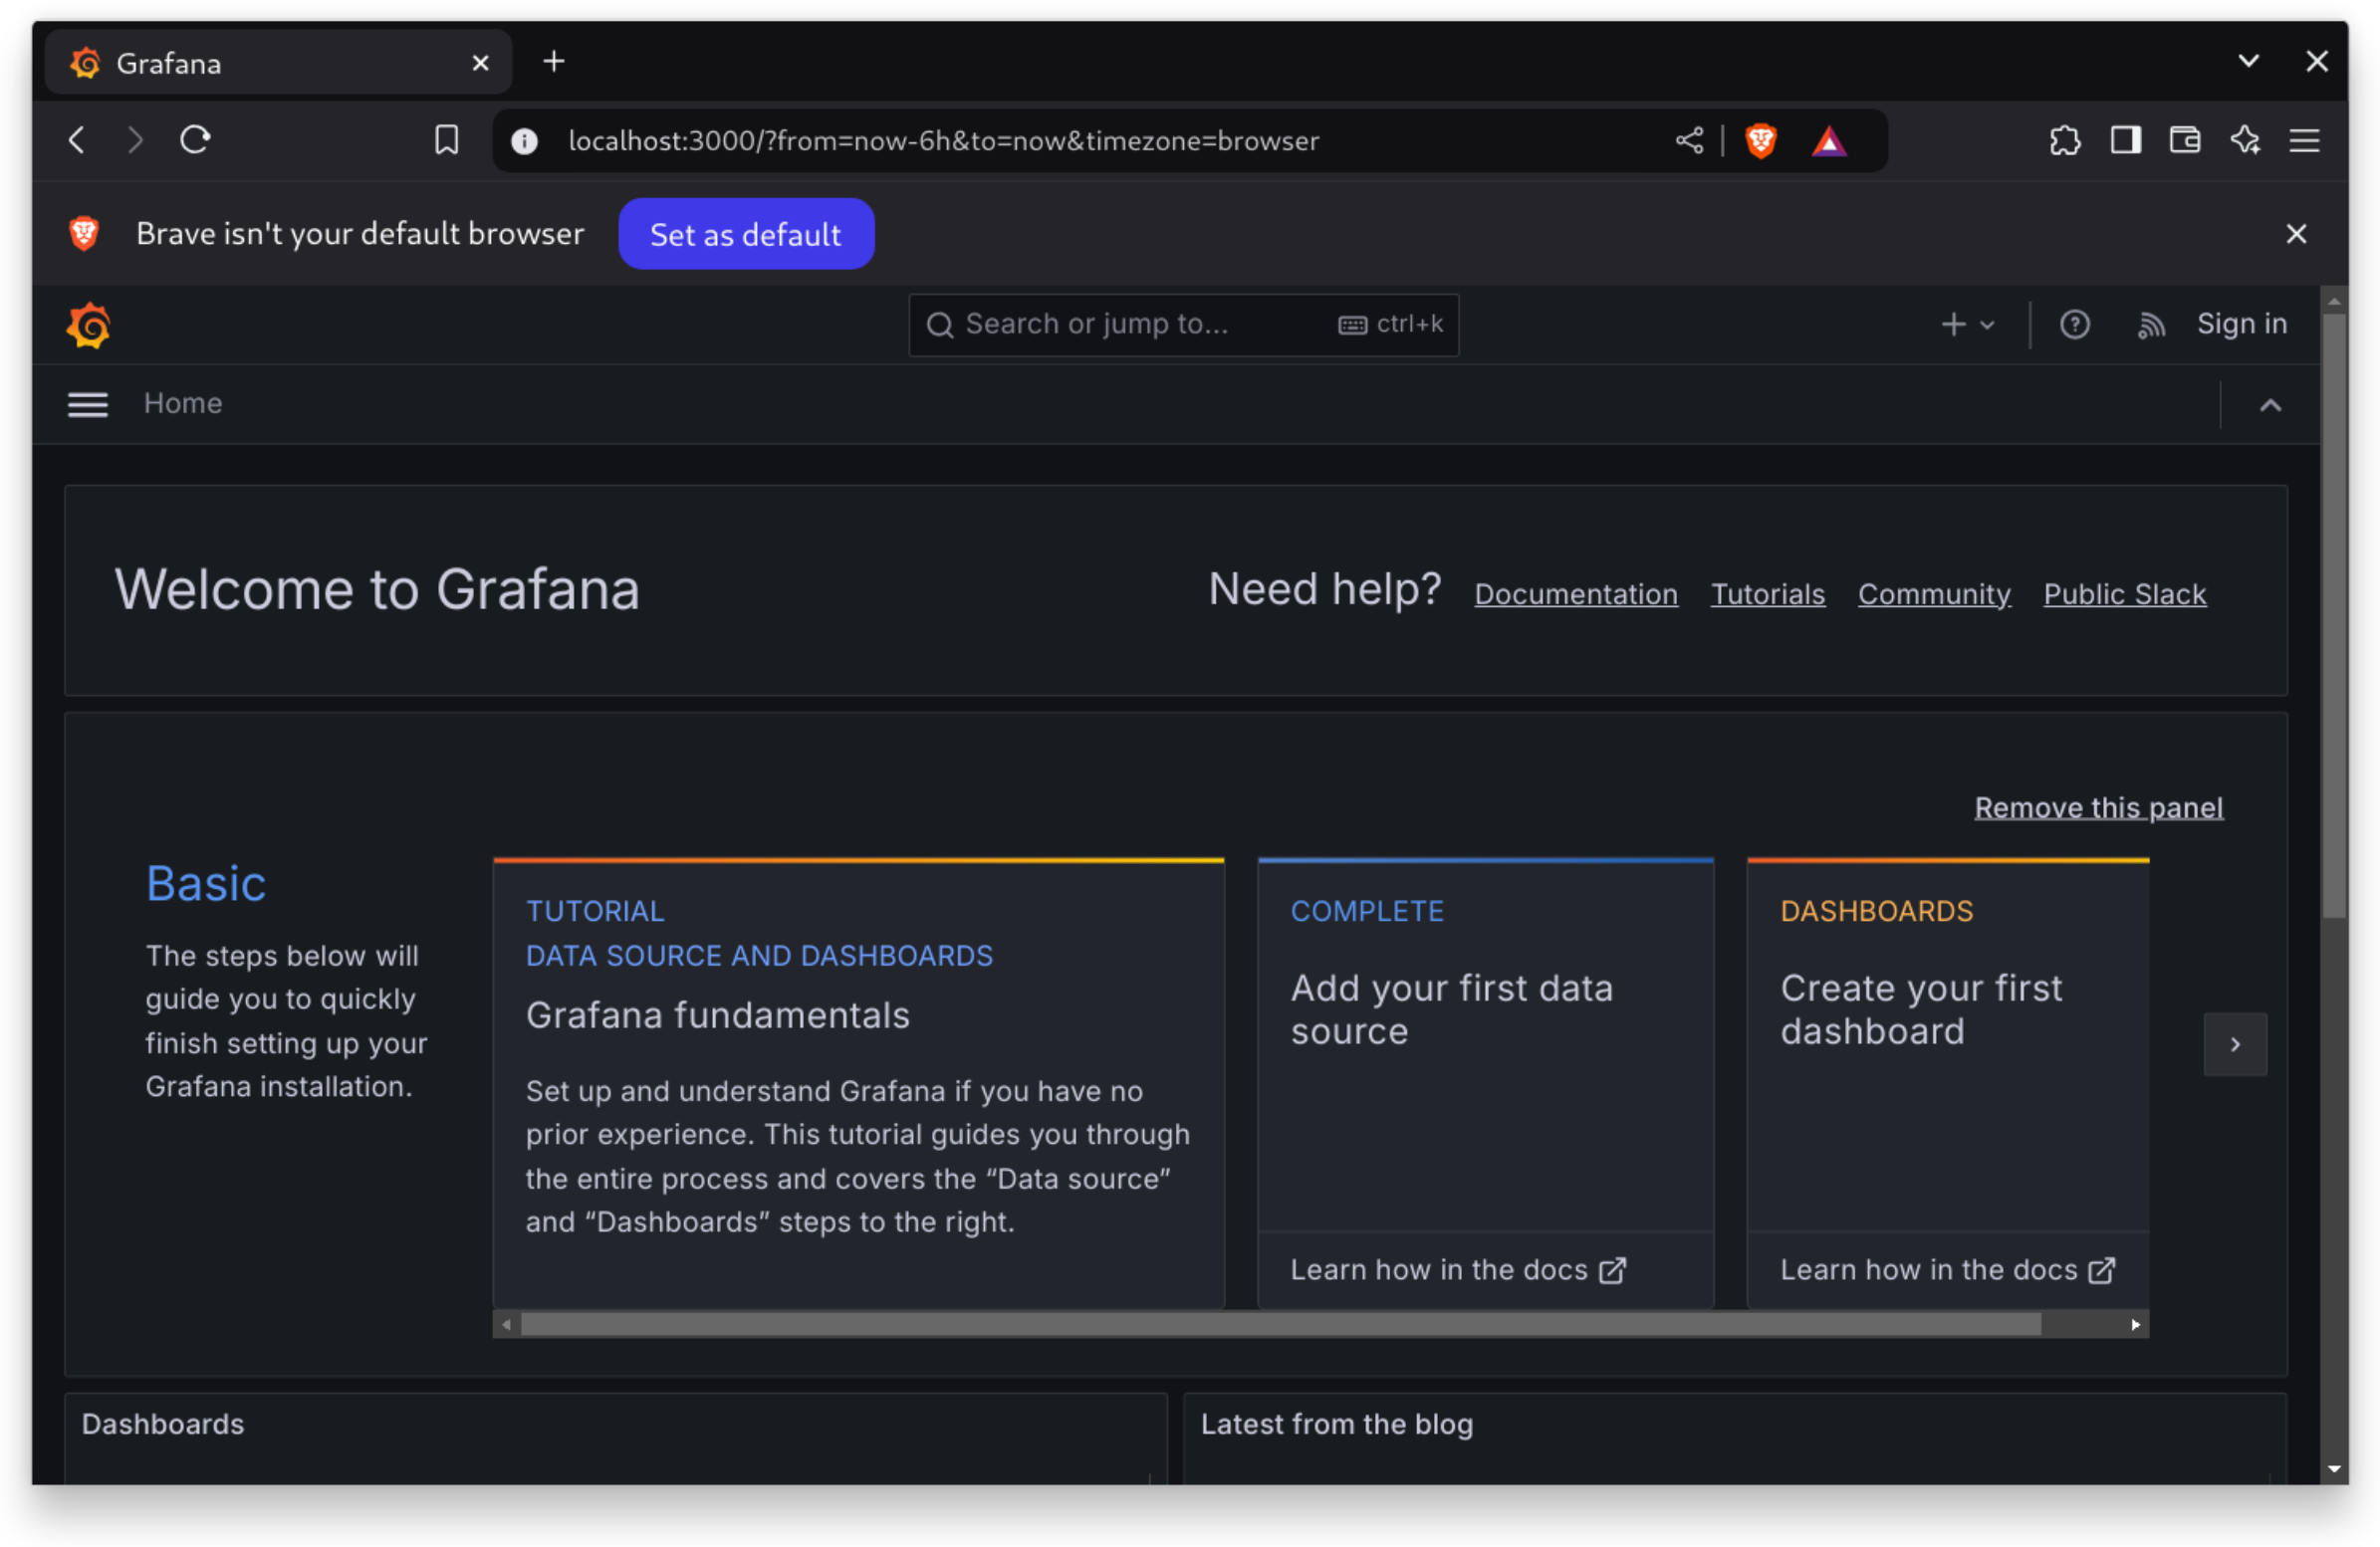 Grafana
localhost:3000/?from=now-6h&to=now&timezone=browser
Brave isn't your default browser
Set as default
Search or jump to...
ctrl+k
Sign in
Home
Welcome to Grafana
Need help?
Documentation
Tutorials
Community
Public Slack
Remove this panel
Basic
The steps below will
guide you to quickly
finish setting up your
Grafana installation.
TUTORIAL
DATA SOURCE AND DASHBOARDS
Grafana fundamentals
Set up and understand Grafana if you have no
prior experience. This tutorial guides you through
the entire process and covers the “Data source”
and “Dashboards” steps to the right.
COMPLETE
Add your first data
source
Learn how in the docs
DASHBOARDS
Create your first
dashboard
Learn how in the docs
Dashboards
Latest from the blog